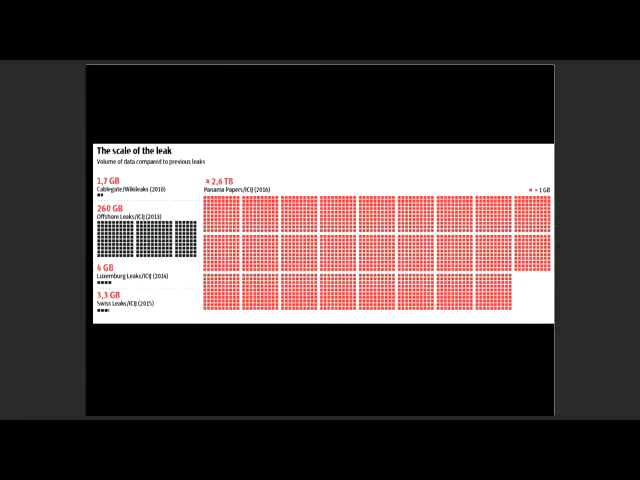 The scale of the leak
Volume of data compared to previous leaks
1,7 GB
Cablegate/Wikileaks (2010)
260 GB
Offshore Leaks/ICIJ (2013)
4 GB
Luxemburg Leaks/ICIJ (2014)
3,3 GB
Swiss Leaks/ICIJ (2015)
≈ 2,6 TB
Panama Papers/ICIJ (2016)
= 1 GB